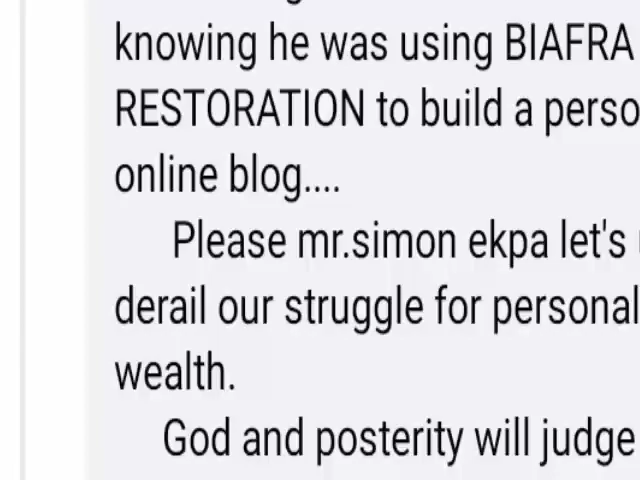 knowing he was using BIAFRA
RESTORATION to build a perso
online blog....
Please mr.simon ekpa let's
derail our struggle for personal
wealth.
God and posterity will judge